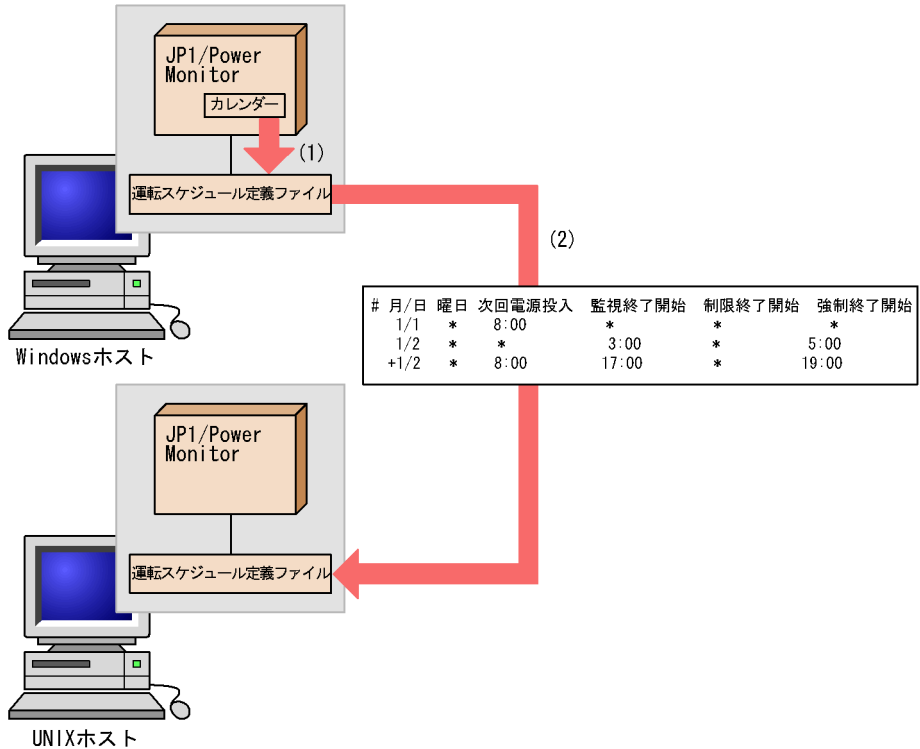 JP1/Power
Monitor
カレンダー
(1)
運転スケジュール定義ファイル
(2)
# 月/日 曜日 次回電源投入 監視終了開始 制限終了開始 強制終了開始
1/1 * 8:00 * * *
1/2 * * 3:00 * 5:00
+1/2 * 8:00 17:00 * 19:00
Windowsホスト
JP1/Power
Monitor
運転スケジュール定義ファイル
UNIXホスト